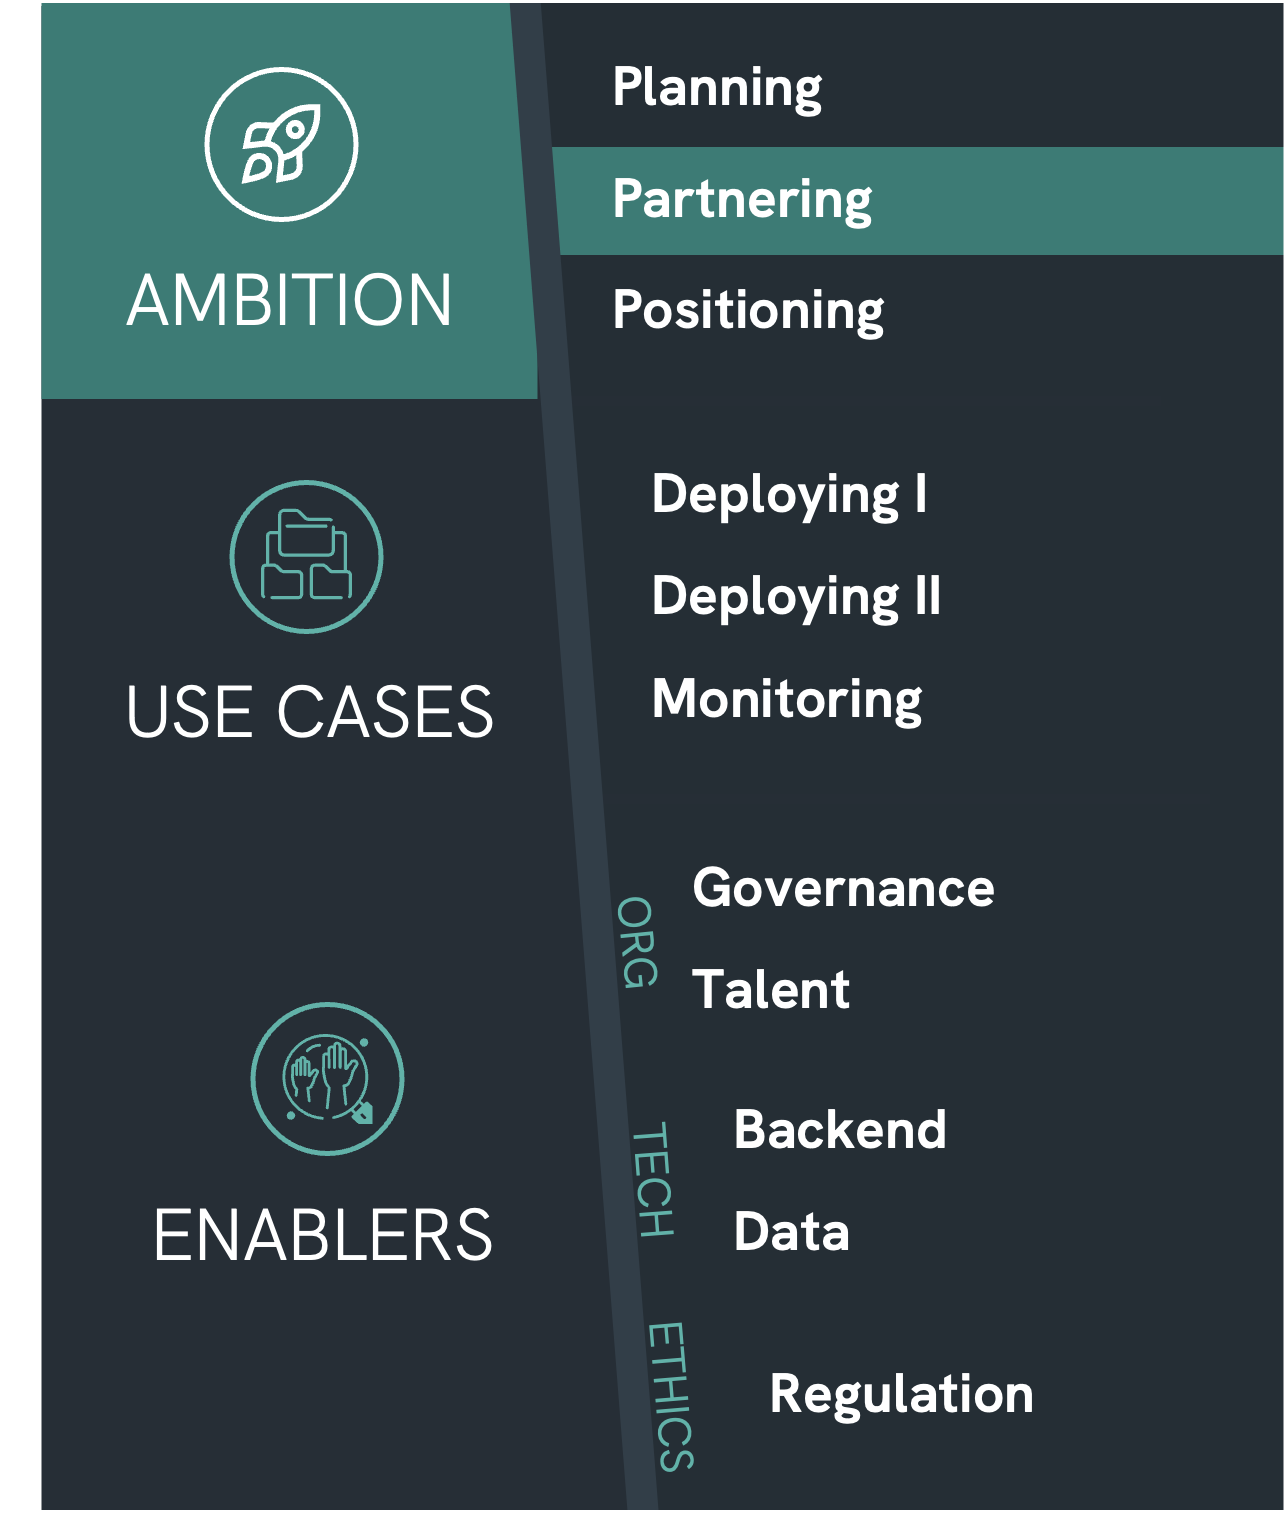 AMBITION
Planning
Partnering
Positioning
USE CASES
Deploying I
Deploying II
Monitoring
ENABLERS
ORG
Governance
Talent
TECH
Backend
Data
ETHICS
Regulation